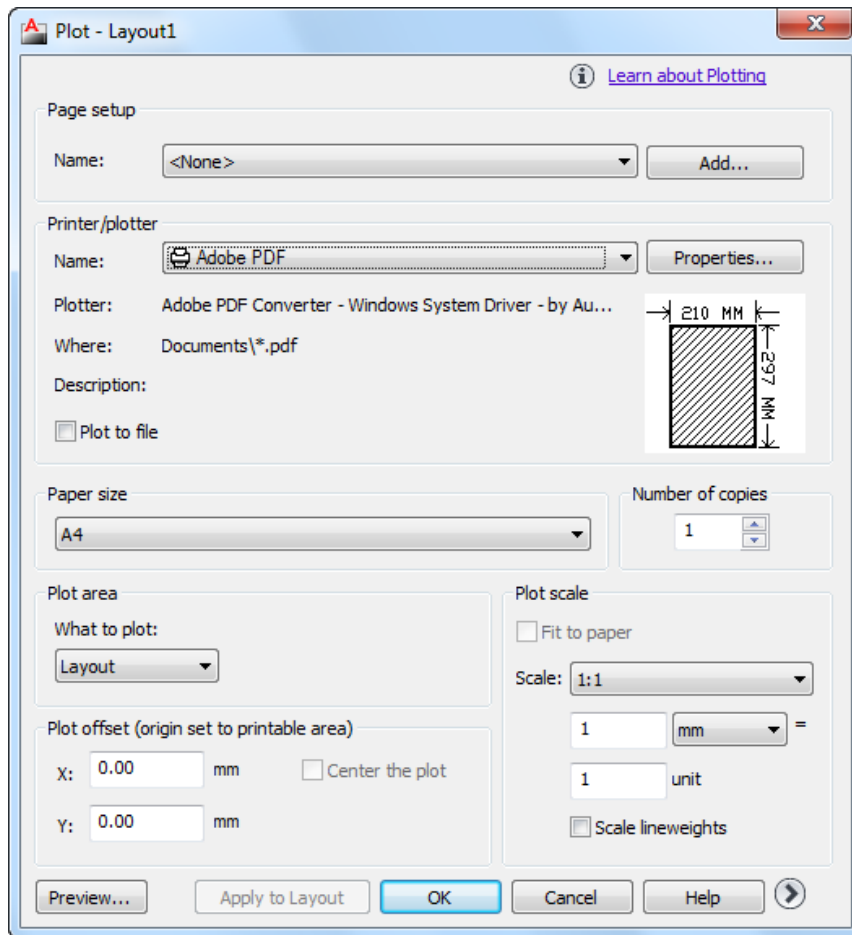 Plot - Layout1
Learn about Plotting
Page setup
Name: <None> Add...
Printer/plotter
Name: Adobe PDF Properties...
Plotter: Adobe PDF Converter - Windows System Driver - by Au...
Where: Documents\*.pdf
Description:
Plot to file
210 MM
297 MM
Paper size
A4
Number of copies
1
Plot area
What to plot:
Layout
Plot scale
Fit to paper
Scale: 1:1
1 mm =
1 unit
Scale lineweights
Plot offset (origin set to printable area)
X: 0.00 mm Center the plot
Y: 0.00 mm
Preview... Apply to Layout OK Cancel Help